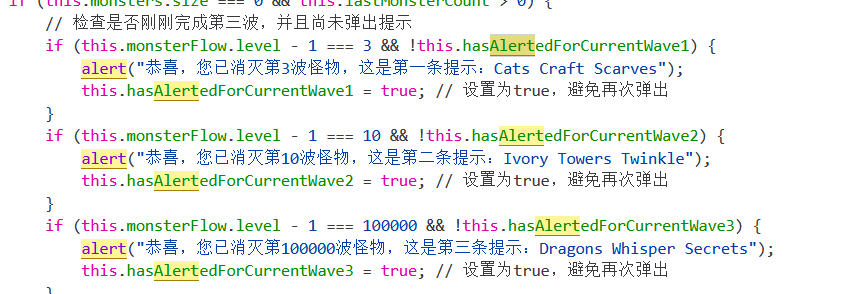 if (this.monsters.size === 0 && this.lastMonsterCount > 0) {
// 检查是否刚刚完成第三波，并且尚未弹出提示
if (this.monsterFlow.level - 1 === 3 && !this.hasAlertedForCurrentWave1) {
alert("恭喜，您已消灭第3波怪物，这是第一条提示：Cats Craft Scarves");
this.hasAlertedForCurrentWave1 = true; // 设置为true，避免再次弹出
}
if (this.monsterFlow.level - 1 === 10 && !this.hasAlertedForCurrentWave2) {
alert("恭喜，您已消灭第10波怪物，这是第二条提示：Ivory Towers Twinkle");
this.hasAlertedForCurrentWave2 = true; // 设置为true，避免再次弹出
}
if (this.monsterFlow.level - 1 === 100000 && !this.hasAlertedForCurrentWave3) {
alert("恭喜，您已消灭第100000波怪物，这是第三条提示：Dragons Whisper Secrets");
this.hasAlertedForCurrentWave3 = true; // 设置为true，避免再次弹出
}